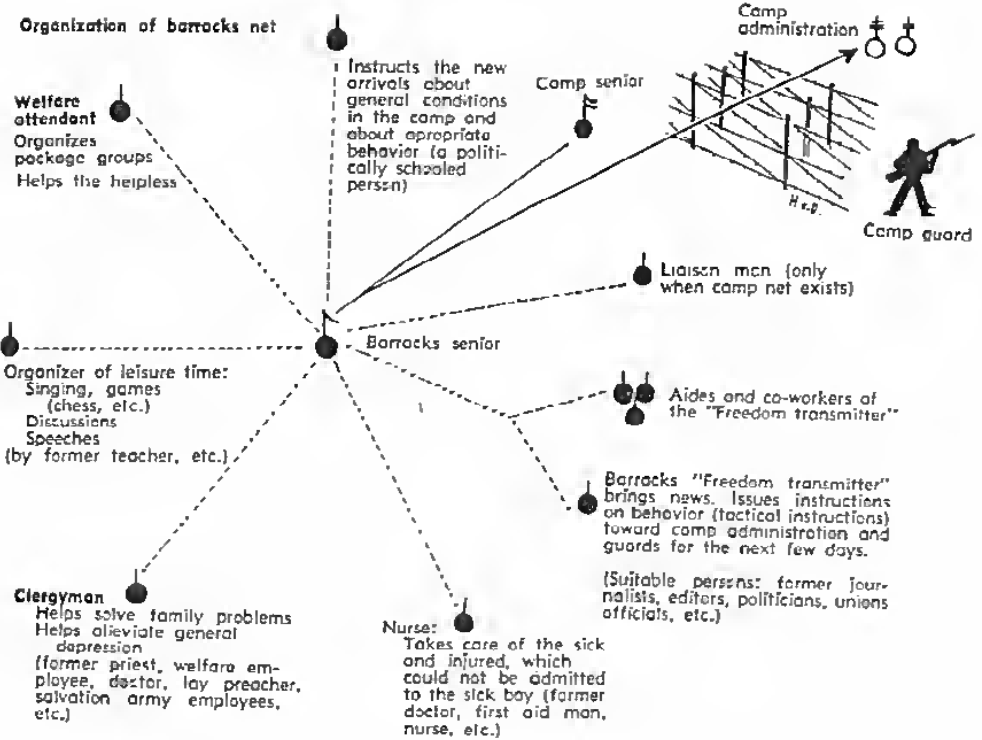 Organization of barracks net
Camp
administration
Instructs the new
arrivals about
general conditions
in the camp and
about apropriate
behavior (a politi-
cally schooled
person)
Camp senior
Welfare
attendant
Organizes
package groups
Helps the helpless
H.v.D.
Camp guard
Liaison man (only
when camp net exists)
Barracks senior
Organizer of leisure time:
Singing, games
(chess, etc.)
Discussions
Speeches
(by former teacher, etc.)
Aides and co-workers of
the "Freedom transmitter"
Barracks "Freedom transmitter"
brings news. Issues instructions
on behavior (tactical instructions)
toward camp administration and
guards for the next few days.
(Suitable persons: former jour-
nalists, editors, politicians, unions
officials, etc.)
Clergyman
Helps solve family problems
Helps alieviate general
depression
(former priest, welfare em-
ployee, doctor, lay preacher,
salvation army employees,
etc.)
Nurse:
Takes care of the sick
and injured, which
could not be admitted
to the sick bay (former
doctor, first aid man,
nurse, etc.)